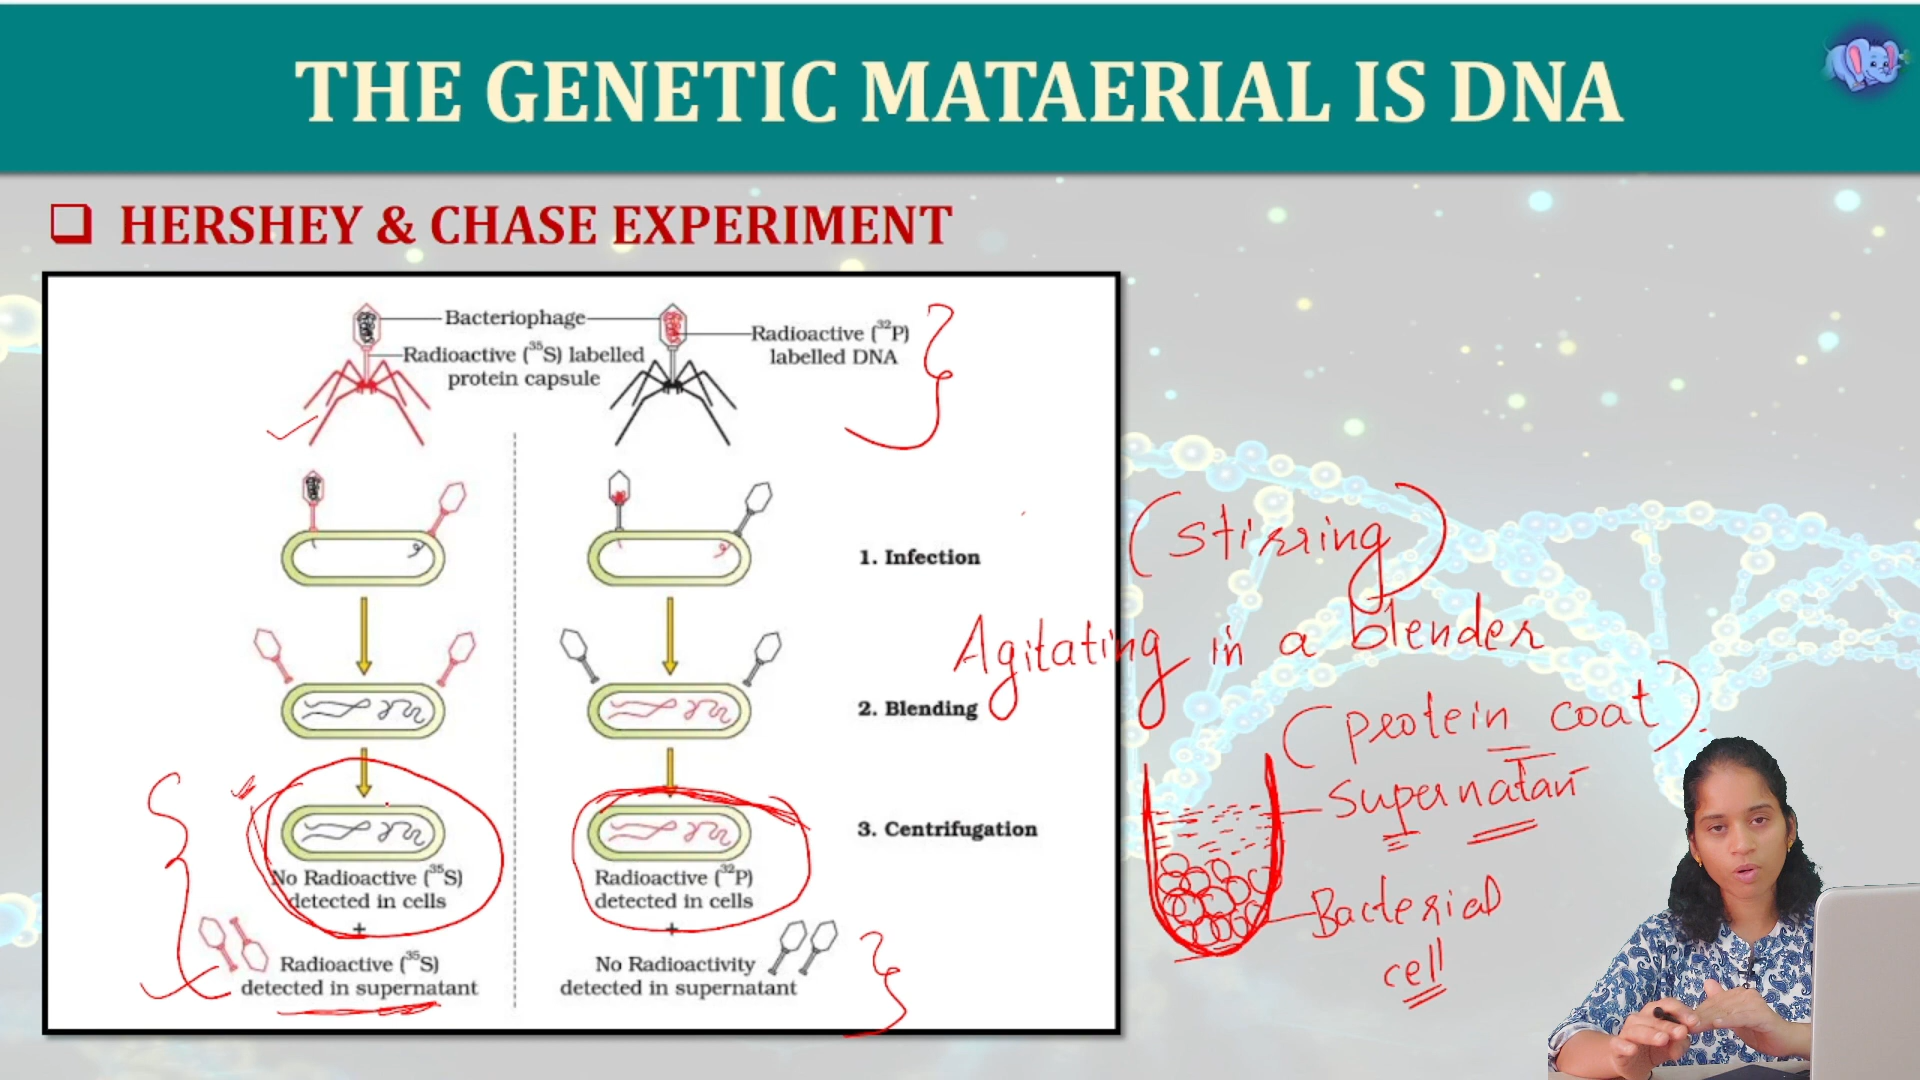 THE GENETIC MATAERIAL IS DNA
HERSHEY & CHASE EXPERIMENT
Bacteriophage
Radioactive (³⁵S) labelled
protein capsule
Radioactive (³²P)
labelled DNA
1. Infection
(stirring)
Agitating in a blender
2. Blending
(protein coat)
3. Centrifugation
Supernatan
Bacterial
cell
No Radioactive (³⁵S)
detected in cells
+
Radioactive (³⁵S)
detected in supernatant
Radioactive (³²P)
detected in cells
+
No Radioactivity
detected in supernatant